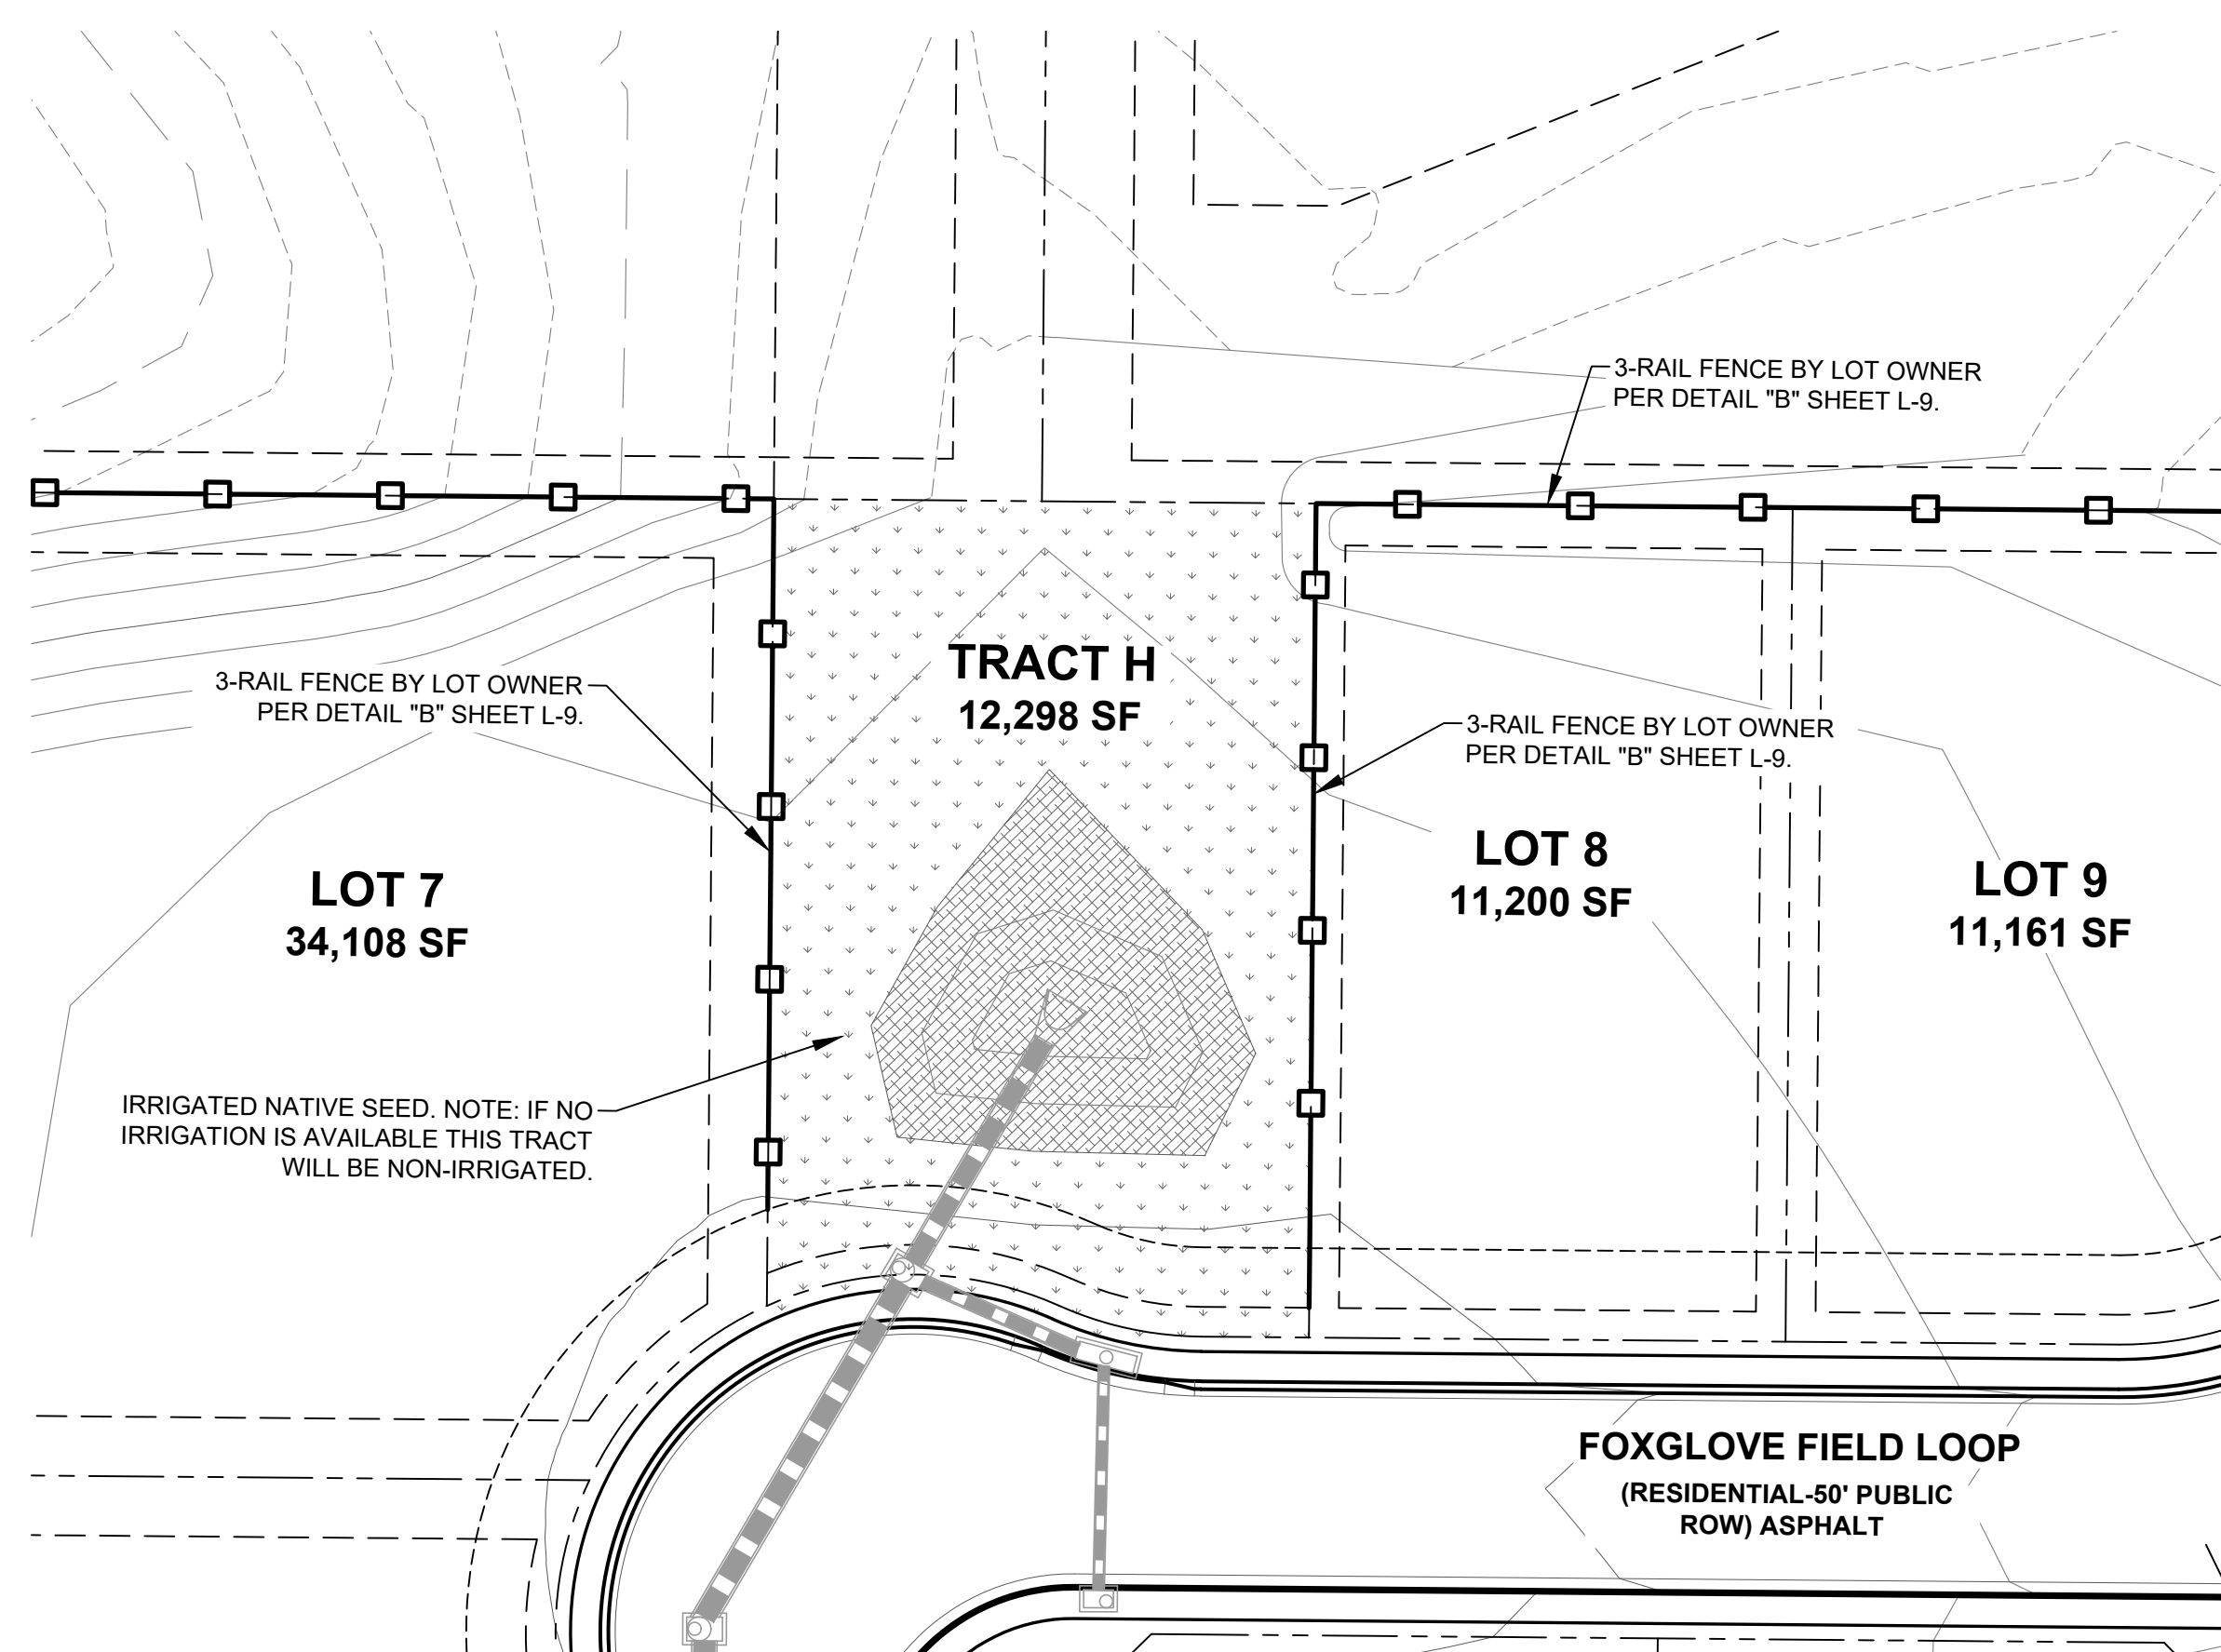 3-RAIL FENCE BY LOT OWNER
PER DETAIL "B" SHEET L-9.
TRACT H
12,298 SF
3-RAIL FENCE BY LOT OWNER
PER DETAIL "B" SHEET L-9.
3-RAIL FENCE BY LOT OWNER
PER DETAIL "B" SHEET L-9.
LOT 7
34,108 SF
LOT 8
11,200 SF
LOT 9
11,161 SF
IRRIGATED NATIVE SEED. NOTE: IF NO
IRRIGATION IS AVAILABLE THIS TRACT
WILL BE NON-IRRIGATED.
FOXGLOVE FIELD LOOP
(RESIDENTIAL-50' PUBLIC
ROW) ASPHALT